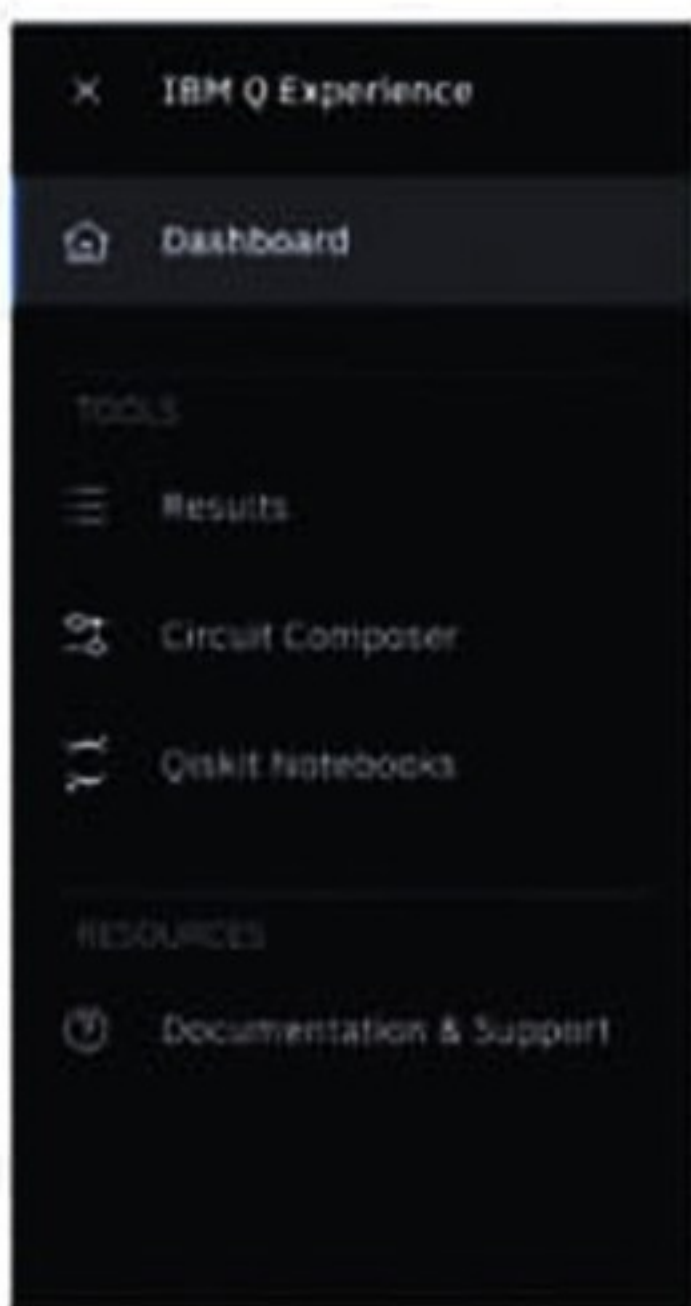 IBM Q Experience
Dashboard
TOOLS
Results
Circuit Composer
Qiskit Notebooks
RESOURCES
Documentation & Support